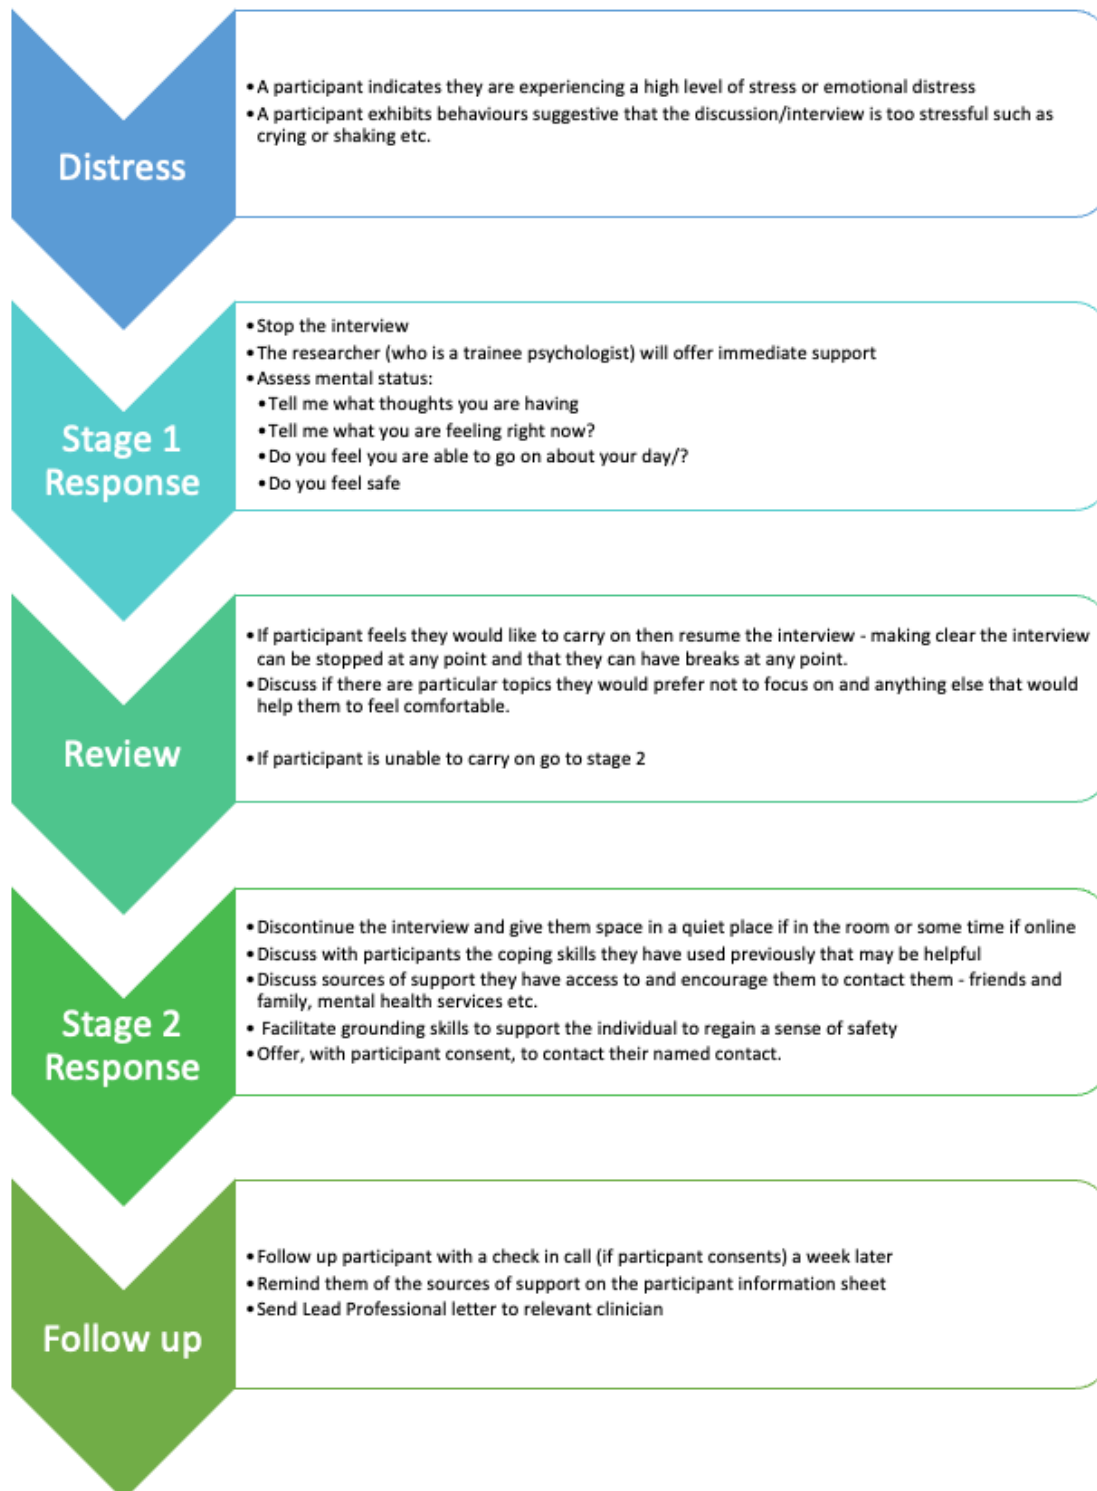 Distress
• A participant indicates they are experiencing a high level of stress or emotional distress
• A participant exhibits behaviours suggestive that the discussion/interview is too stressful such as
crying or shaking etc.
Stage 1
Response
• Stop the interview
• The researcher (who is a trainee psychologist) will offer immediate support
• Assess mental status:
• Tell me what thoughts you are having
• Tell me what you are feeling right now?
• Do you feel you are able to go on about your day/?
• Do you feel safe
Review
• If participant feels they would like to carry on then resume the interview - making clear the interview
can be stopped at any point and that they can have breaks at any point.
• Discuss if there are particular topics they would prefer not to focus on and anything else that would
help them to feel comfortable.
• If participant is unable to carry on go to stage 2
Stage 2
Response
• Discontinue the interview and give them space in a quiet place if in the room or some time if online
• Discuss with participants the coping skills they have used previously that may be helpful
• Discuss sources of support they have access to and encourage them to contact them - friends and
family, mental health services etc.
• Facilitate grounding skills to support the individual to regain a sense of safety
• Offer, with participant consent, to contact their named contact.
Follow up
• Follow up participant with a check in call (if particpant consents) a week later
• Remind them of the sources of support on the participant information sheet
• Send Lead Professional letter to relevant clinician